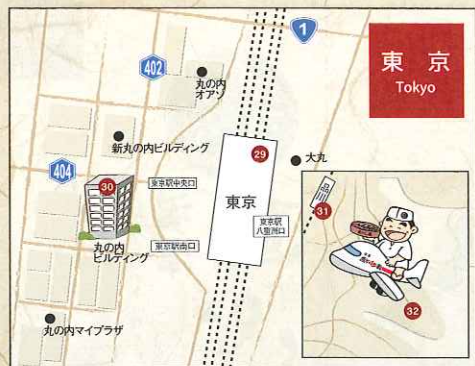 東京
Tokyo
1
402
丸の内
オアゾ
新丸の内ビルディング
29
大丸
404
30
東京駅中央口
東京
東京駅
八重洲口
品川
31
丸の内
ビルディング
東京駅南口
丸の内マイプラザ
32